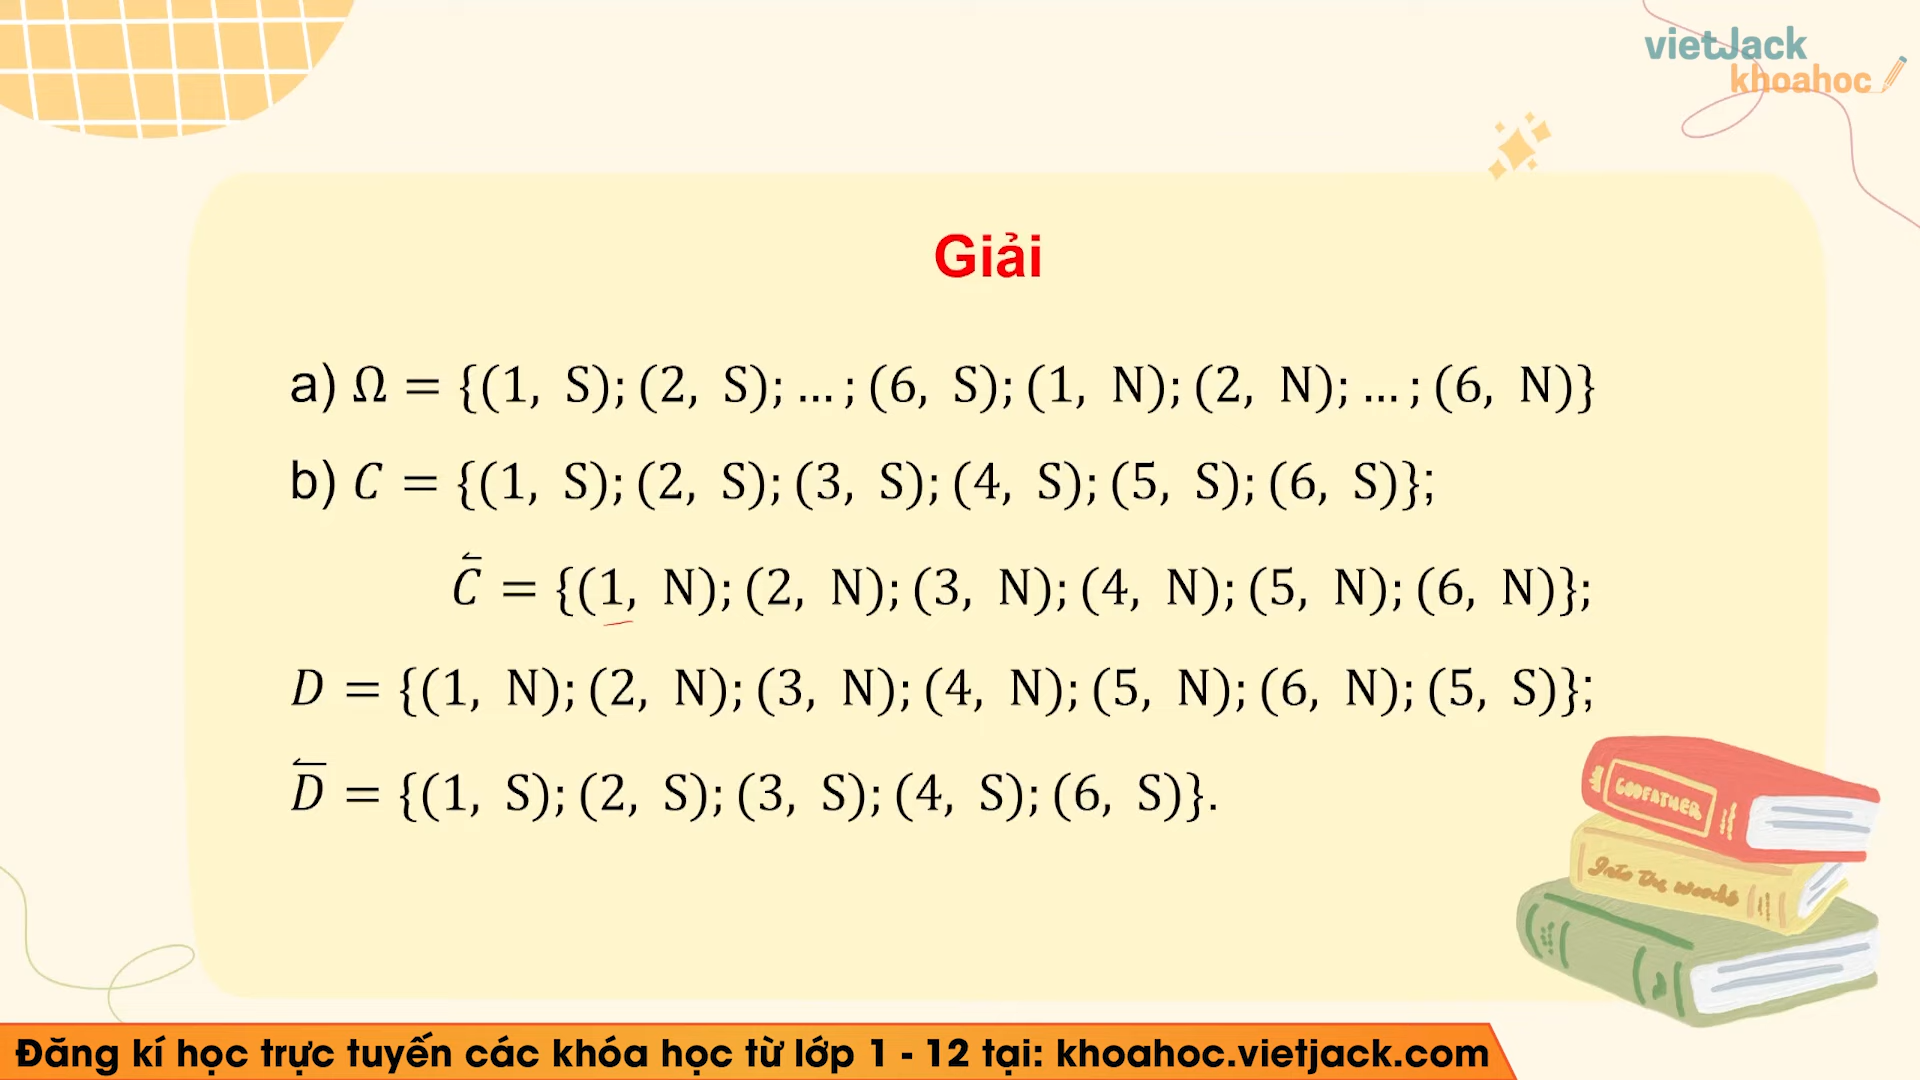 vietJack
khoahoc
Giải
a) Ω = {(1, S); (2, S); ... ; (6, S); (1, N); (2, N); ... ; (6, N)}
b) C = {(1, S); (2, S); (3, S); (4, S); (5, S); (6, S)};
C̅ = {(1, N); (2, N); (3, N); (4, N); (5, N); (6, N)};
D = {(1, N); (2, N); (3, N); (4, N); (5, N); (6, N); (5, S)};
D̅ = {(1, S); (2, S); (3, S); (4, S); (6, S)}.
GODFATHER
Into the woods
Đăng kí học trực tuyến các khóa học từ lớp 1 - 12 tại: khoahoc.vietjack.com